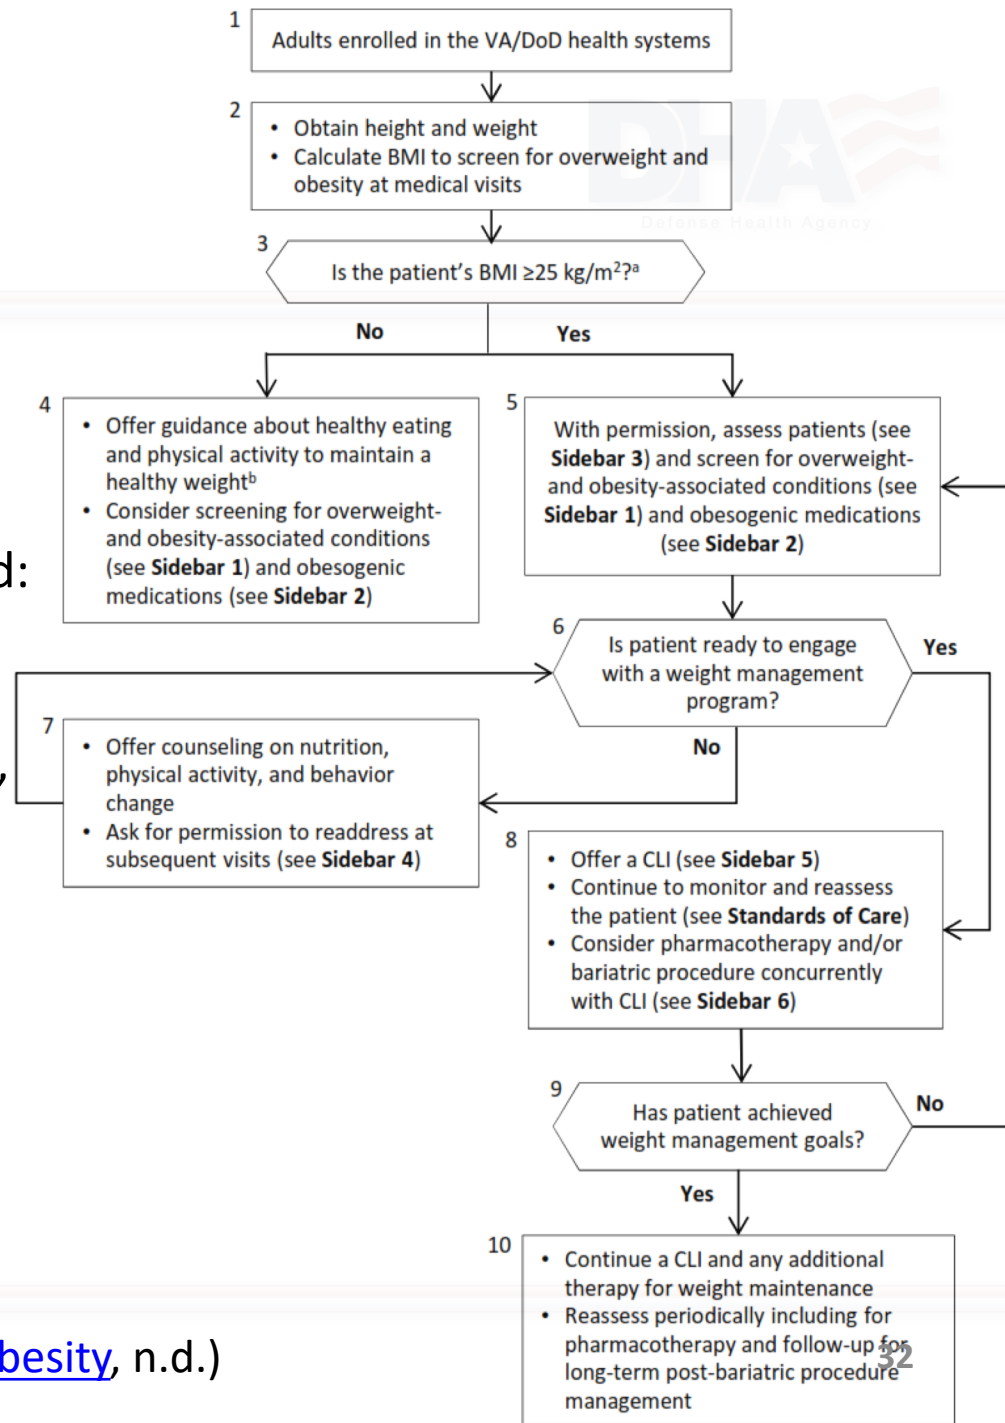 1
Adults enrolled in the VA/DoD health systems
2
• Obtain height and weight
• Calculate BMI to screen for overweight and
obesity at medical visits
DHA
Defense Health Agency
3
Is the patient's BMI ≥25 kg/m²?ᵃ
No
Yes
4
• Offer guidance about healthy eating
and physical activity to maintain a
healthy weightᵇ
• Consider screening for overweight-
and obesity-associated conditions
(see Sidebar 1) and obesogenic
medications (see Sidebar 2)
5
With permission, assess patients (see
Sidebar 3) and screen for overweight-
and obesity-associated conditions (see
Sidebar 1) and obesogenic medications
(see Sidebar 2)
d:
6
Is patient ready to engage
with a weight management
program?
Yes
No
7
• Offer counseling on nutrition,
physical activity, and behavior
change
• Ask for permission to readdress at
subsequent visits (see Sidebar 4)
,
8
• Offer a CLI (see Sidebar 5)
• Continue to monitor and reassess
the patient (see Standards of Care)
• Consider pharmacotherapy and/or
bariatric procedure concurrently
with CLI (see Sidebar 6)
9
Has patient achieved
weight management goals?
No
Yes
10
• Continue a CLI and any additional
therapy for weight maintenance
• Reassess periodically including for
pharmacotherapy and follow-up for
long-term post-bariatric procedure
management
besity, n.d.)
32